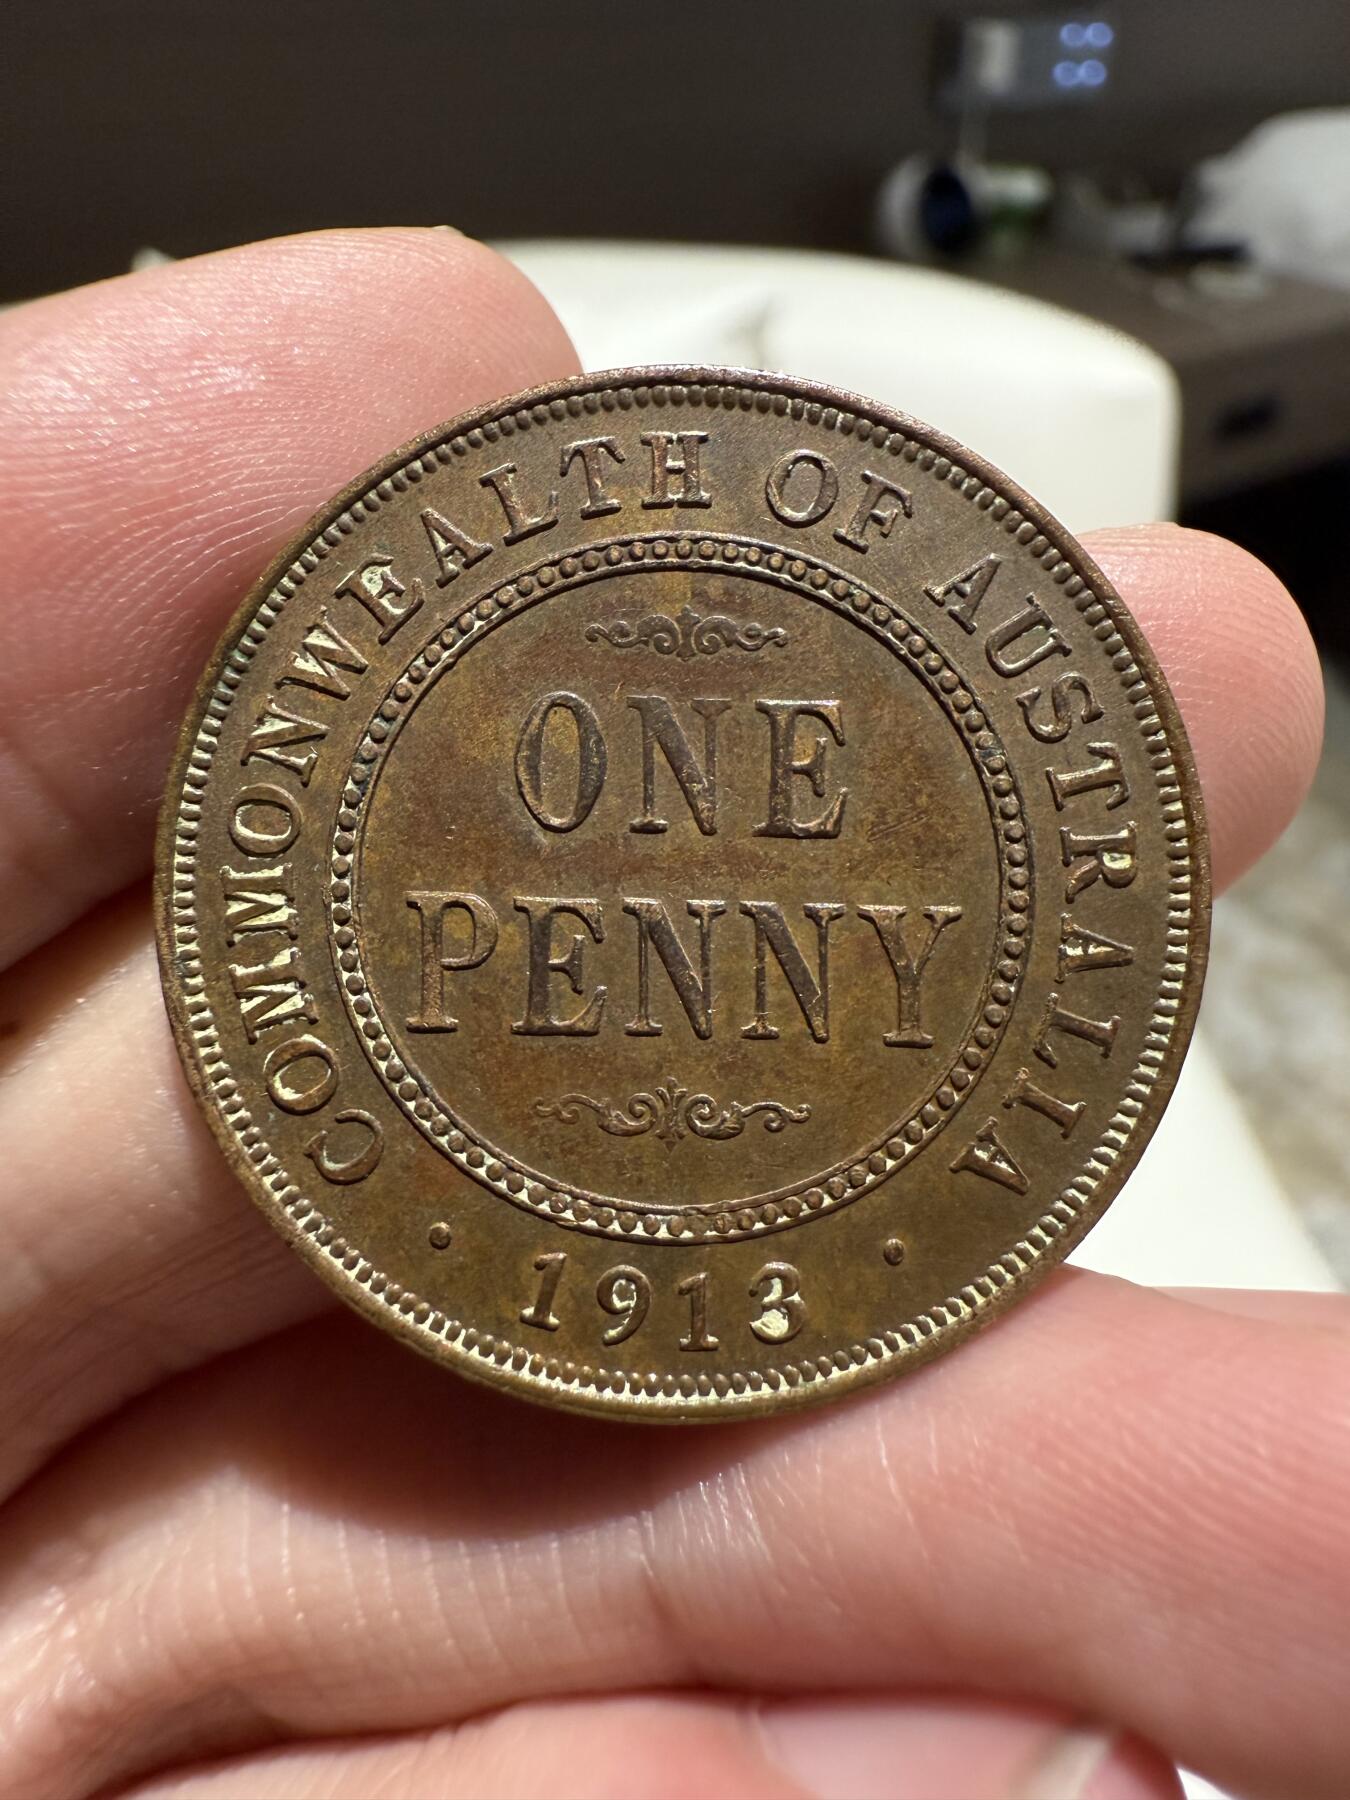 COMMONWEALTH OF AUSTRALIA
ONE
PENNY
· 1913 ·